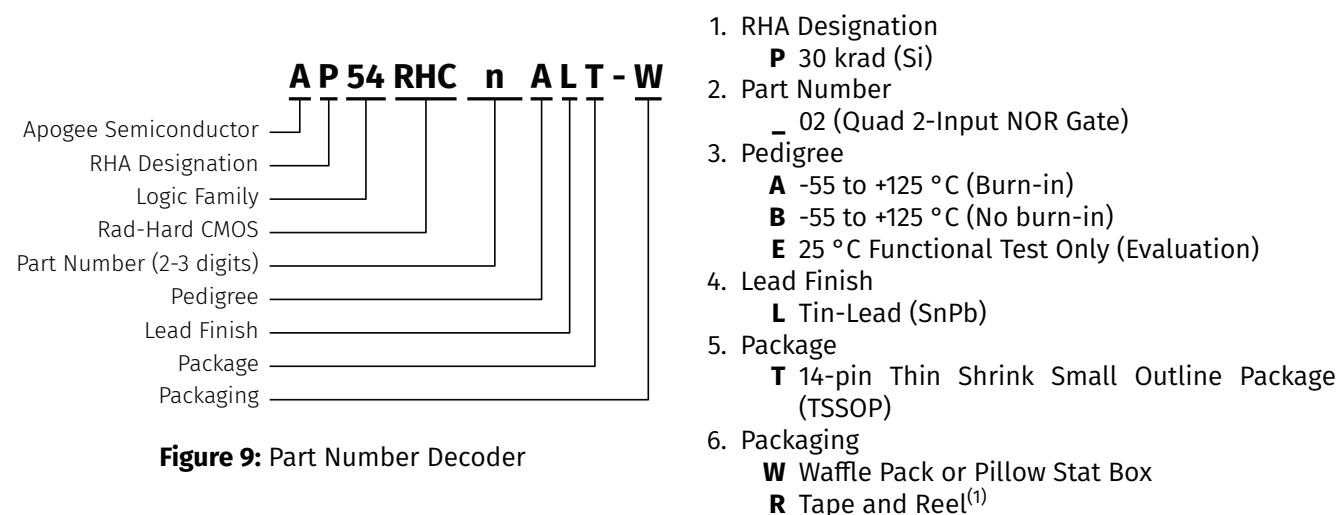 A P 54 RHC n A L T - W
Apogee Semiconductor
RHA Designation
Logic Family
Rad-Hard CMOS
Part Number (2-3 digits)
Pedigree
Lead Finish
Package
Packaging
Figure 9: Part Number Decoder
1. RHA Designation
P 30 krad (Si)
2. Part Number
_ 02 (Quad 2-Input NOR Gate)
3. Pedigree
A -55 to +125 °C (Burn-in)
B -55 to +125 °C (No burn-in)
E 25 °C Functional Test Only (Evaluation)
4. Lead Finish
L Tin-Lead (SnPb)
5. Package
T 14-pin Thin Shrink Small Outline Package
(TSSOP)
6. Packaging
W Waffle Pack or Pillow Stat Box
R Tape and Reel(1)